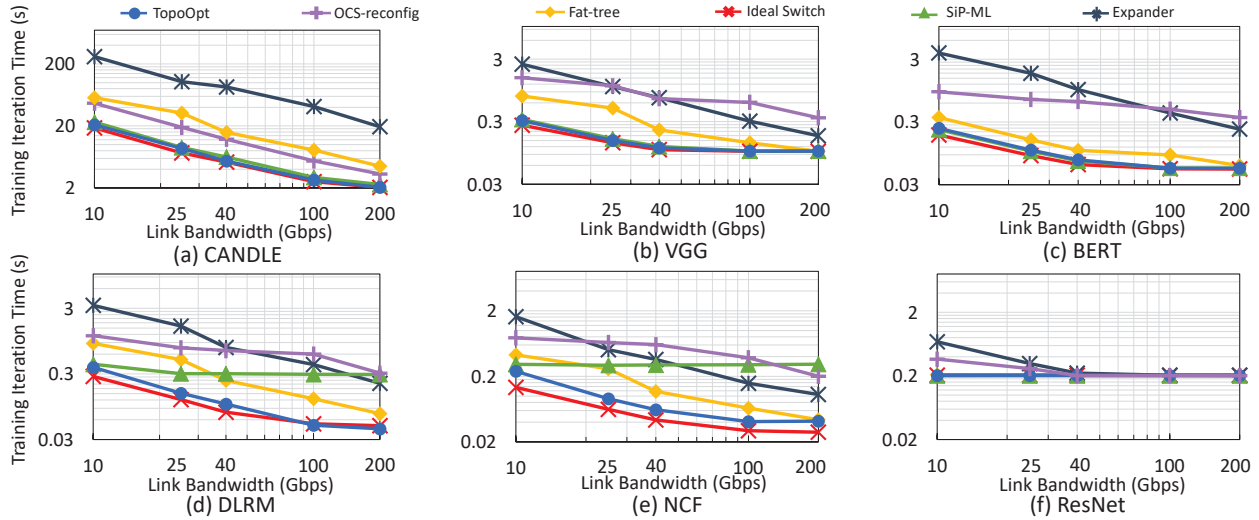 TopoOpt OCS-reconfig Fat-tree Ideal Switch SiP-ML Expander
Training Iteration Time (s)
200
20
2
10 25 40 100 200
Link Bandwidth (Gbps)
(a) CANDLE
3
0.3
0.03
10 25 40 100 200
Link Bandwidth (Gbps)
(b) VGG
3
0.3
0.03
10 25 40 100 200
Link Bandwidth (Gbps)
(c) BERT
Training Iteration Time (s)
3
0.3
0.03
10 25 40 100 200
Link Bandwidth (Gbps)
(d) DLRM
2
0.2
0.02
10 25 40 100 200
Link Bandwidth (Gbps)
(e) NCF
2
0.2
0.02
10 25 40 100 200
Link Bandwidth (Gbps)
(f) ResNet